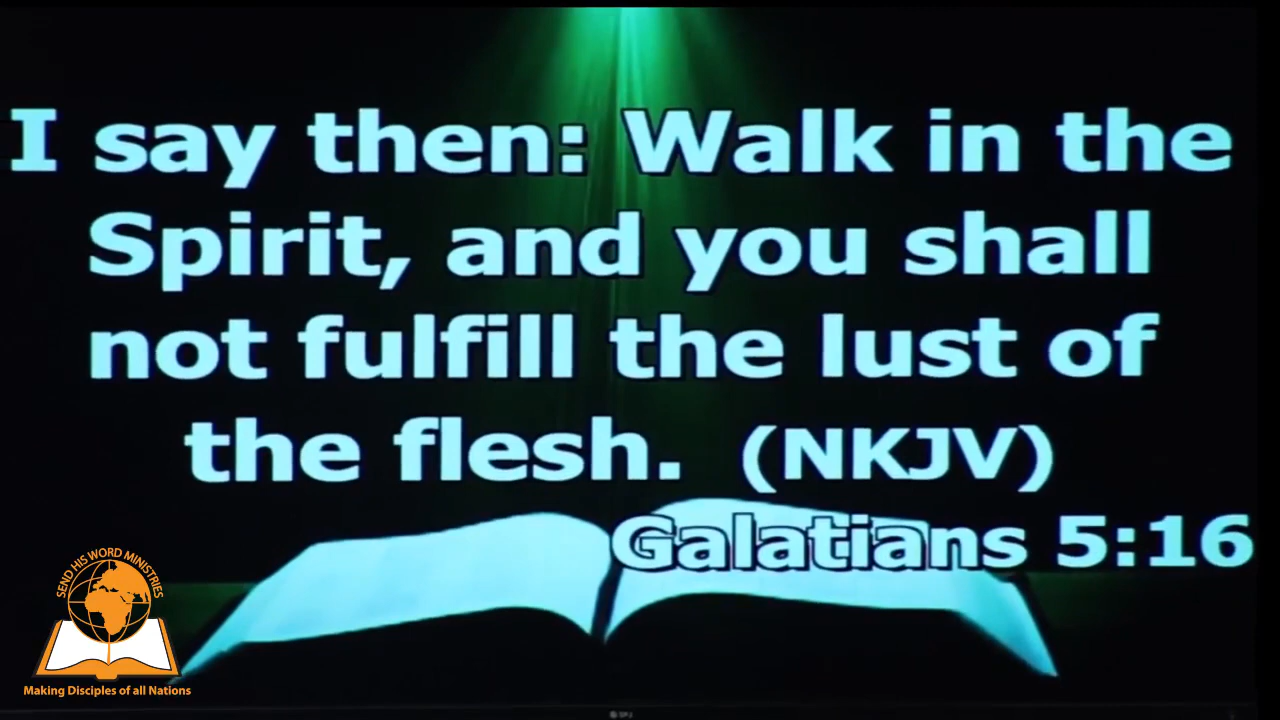 I say then: Walk in the
Spirit, and you shall
not fulfill the lust of
the flesh. (NKJV)
Galatians 5:16
SEND HIS WORD MINISTRIES
Making Disciples of all Nations